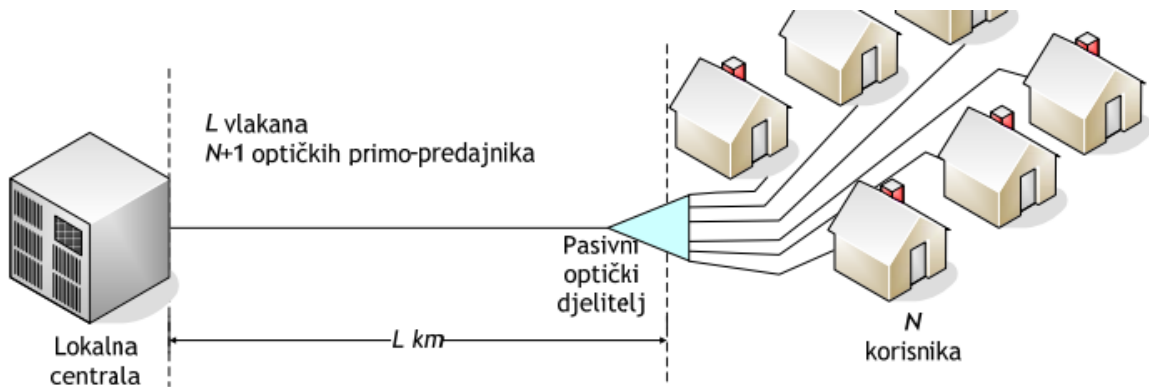 L vlakana
N+1 optičkih primo-predajnika
Pasivni
optički
djelitelj
Lokalna
centrala
L km
N
korisnika